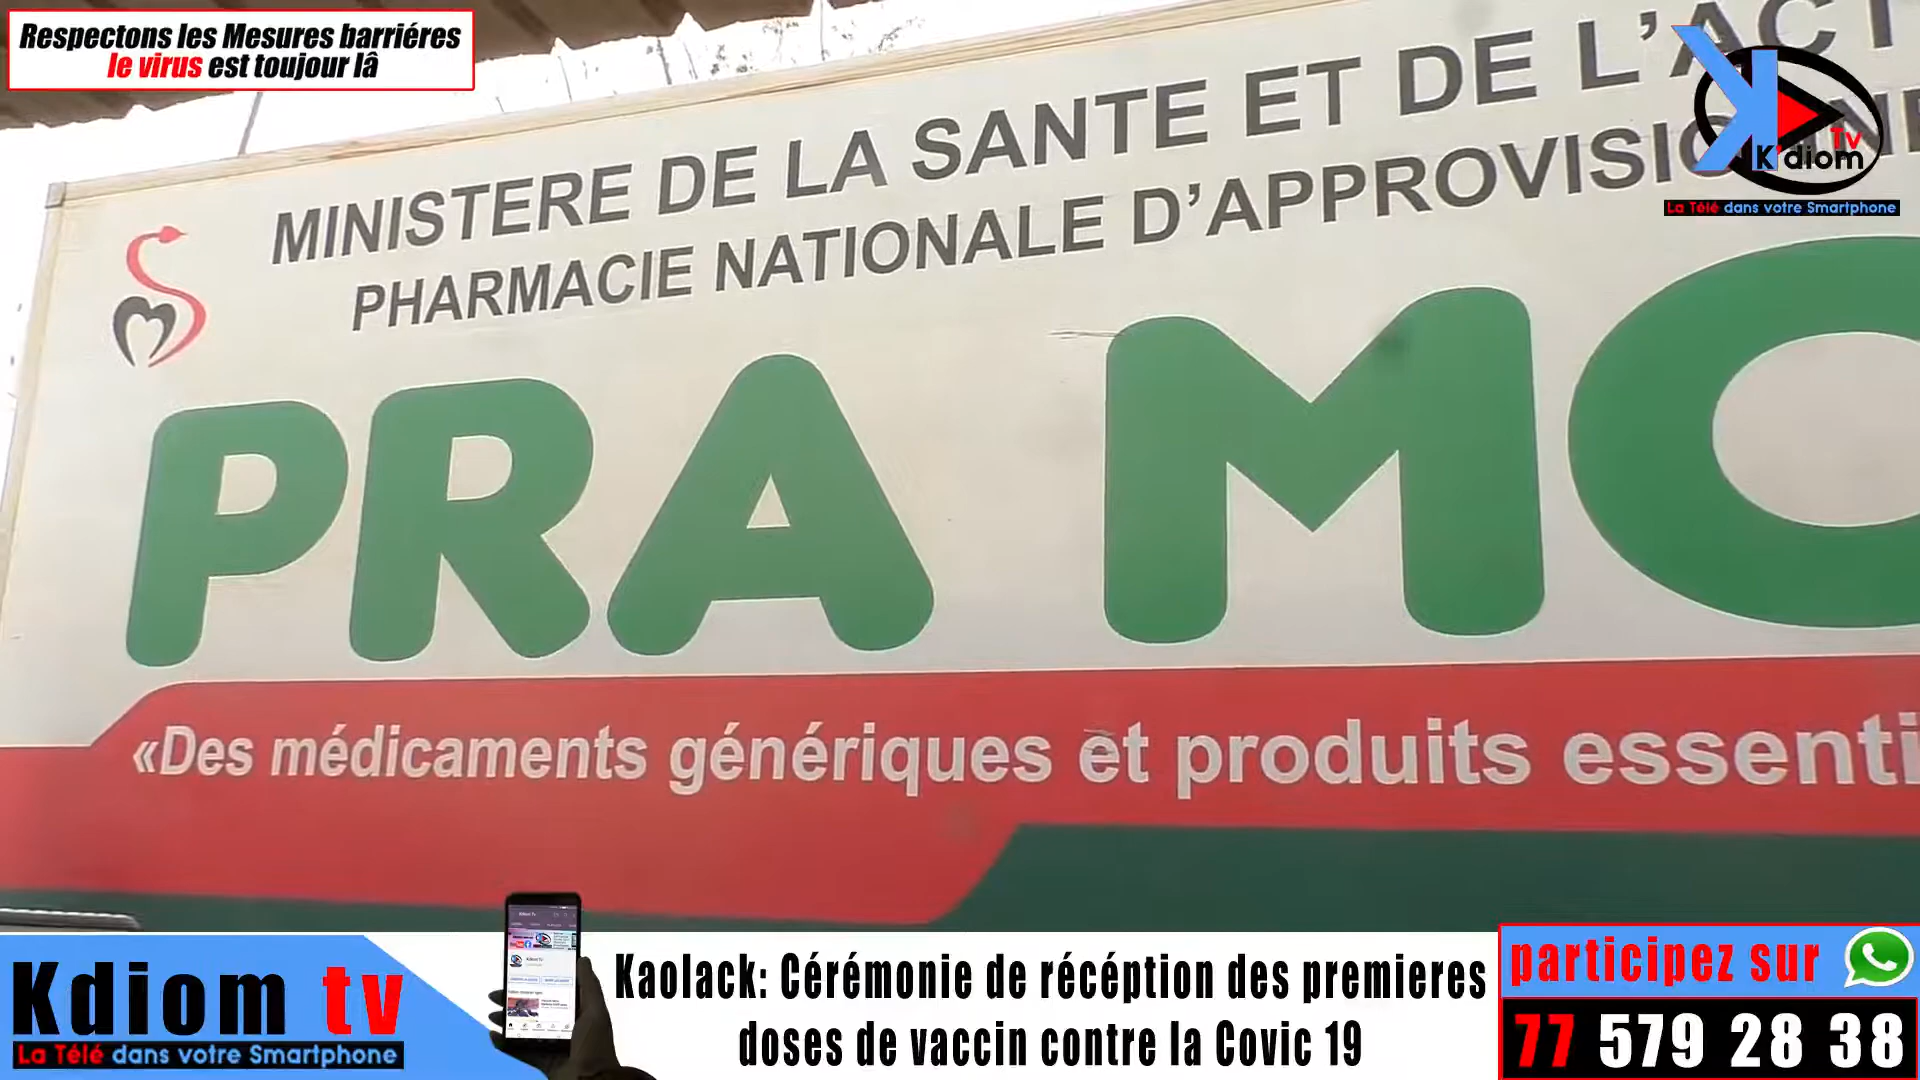 Respectons les Mesures barriéres
le virus est toujour lâ
MINISTERE DE LA SANTE ET DE L'ACT
PHARMACIE NATIONALE D'APPROVISIONNE
K'diom Tv
La Télé dans votre Smartphone
PRA MO
«Des médicaments génériques et produits essenti
Kdiom tv
La Télé dans votre Smartphone
Kaolack: Cérémonie de récéption des premieres
doses de vaccin contre la Covic 19
participez sur
77 579 28 38